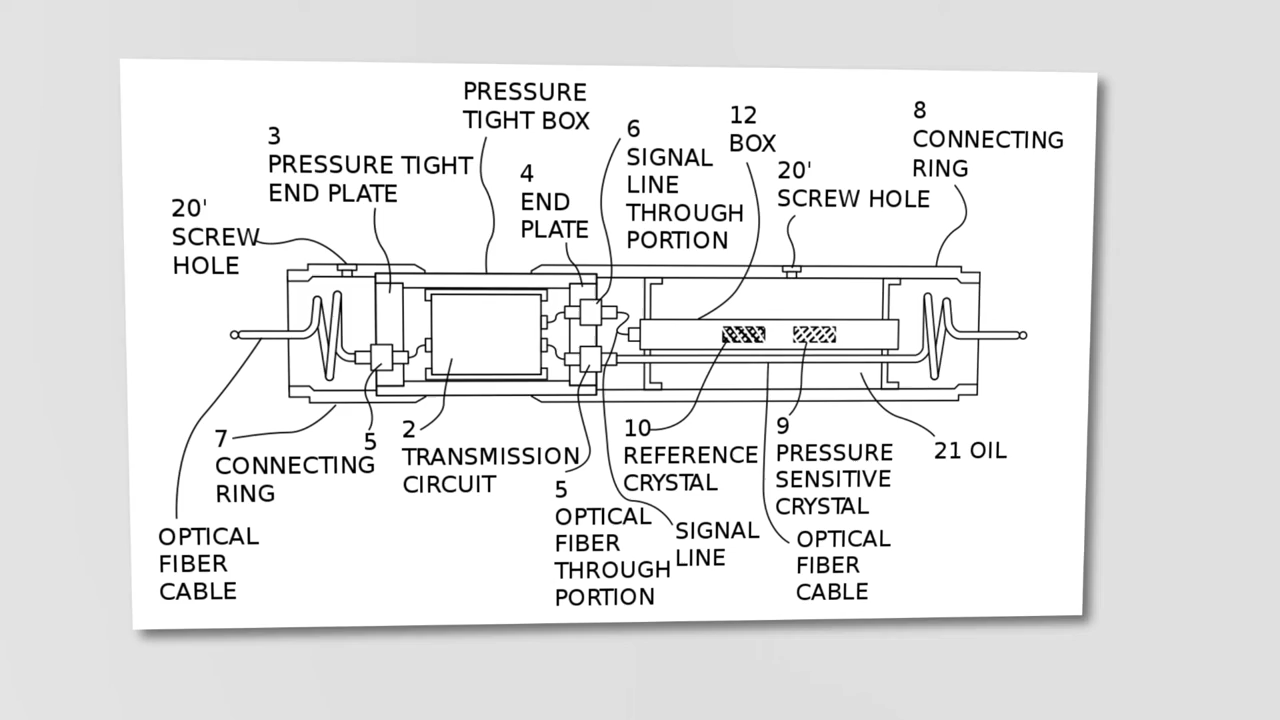 PRESSURE
TIGHT BOX
3
PRESSURE TIGHT
END PLATE
4
END
PLATE
6
SIGNAL
LINE
THROUGH
PORTION
12
BOX
20'
SCREW HOLE
8
CONNECTING
RING
20'
SCREW
HOLE
7
CONNECTING
RING
5
2
TRANSMISSION
CIRCUIT
5
OPTICAL
FIBER
THROUGH
PORTION
10
REFERENCE
CRYSTAL
SIGNAL
LINE
9
PRESSURE
SENSITIVE
CRYSTAL
21 OIL
OPTICAL
FIBER
CABLE
OPTICAL
FIBER
CABLE